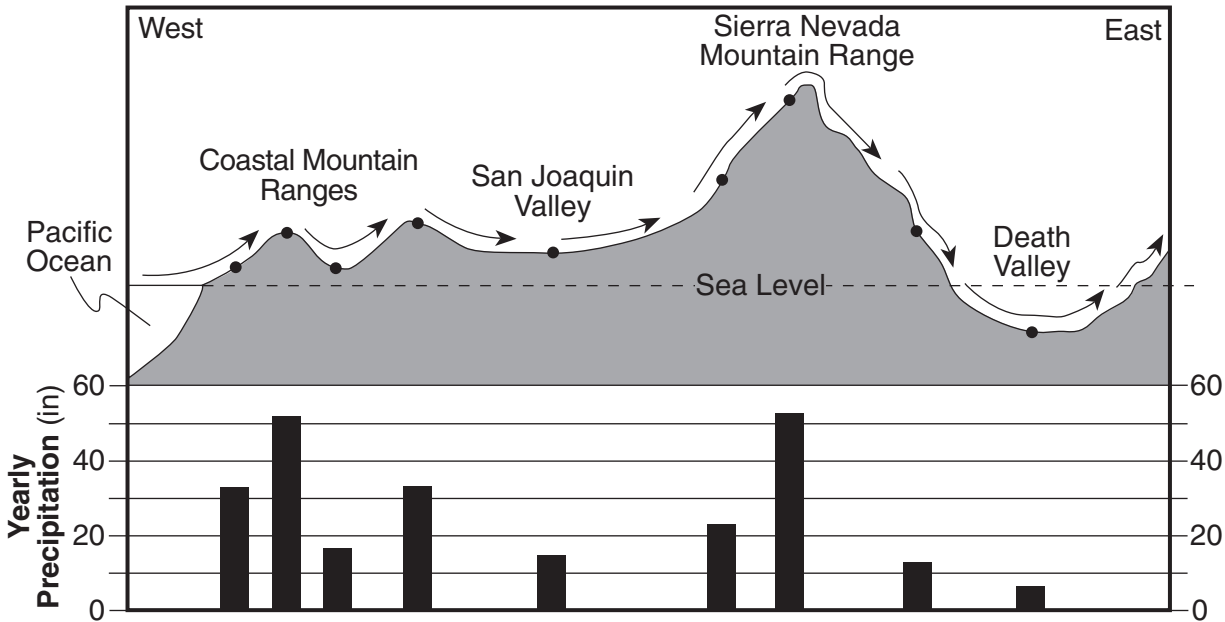 West
Sierra Nevada
Mountain Range
East
Coastal Mountain
Ranges
San Joaquin
Valley
Pacific
Ocean
Death
Valley
Sea Level
Yearly
Precipitation (in)
60
40
20
0
60
40
20
0